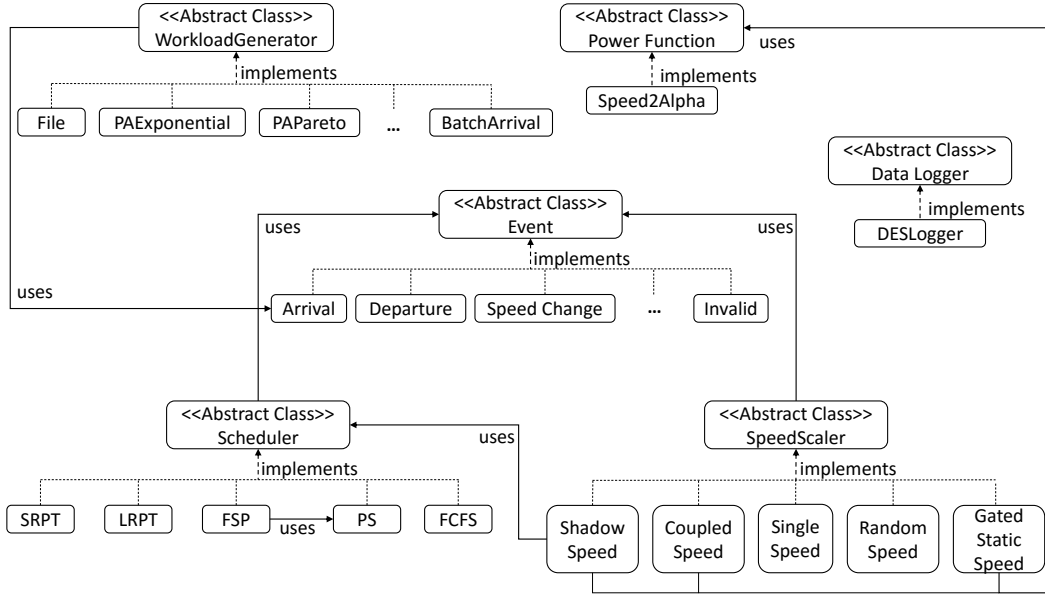 <<Abstract Class>>
WorkloadGenerator
<<Abstract Class>>
Power Function
uses
implements
implements
File
PAExponential
PAPareto
...
BatchArrival
Speed2Alpha
<<Abstract Class>>
Data Logger
implements
DESLogger
<<Abstract Class>>
Event
uses
uses
implements
uses
Arrival
Departure
Speed Change
...
Invalid
<<Abstract Class>>
Scheduler
<<Abstract Class>>
SpeedScaler
uses
implements
implements
SRPT
LRPT
FSP
uses
PS
FCFS
Shadow
Speed
Coupled
Speed
Single
Speed
Random
Speed
Gated
Static
Speed